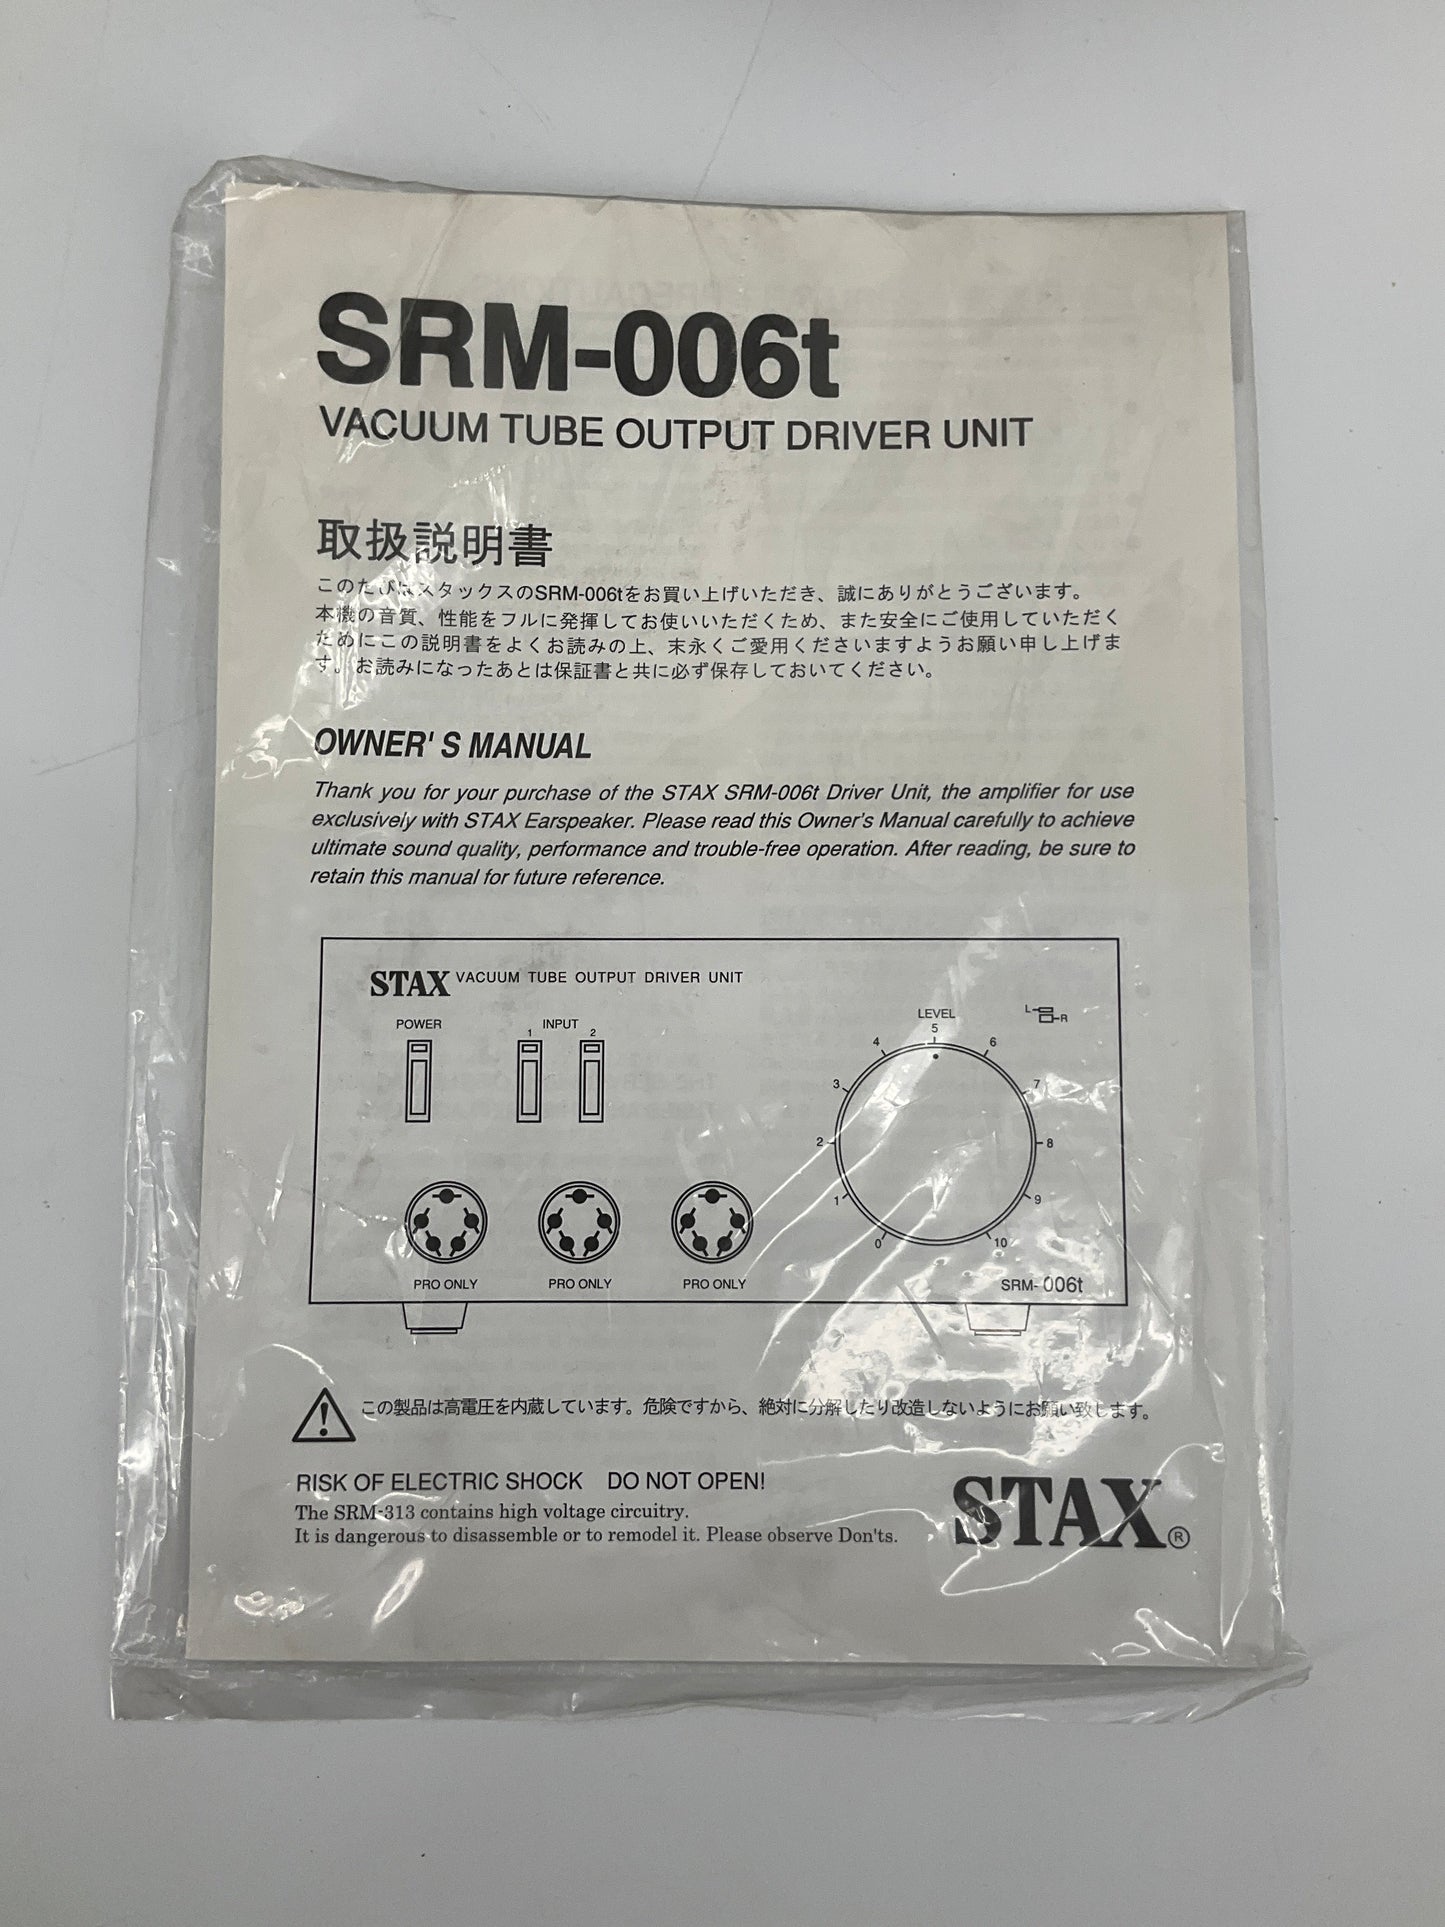 SRM-006t
VACUUM TUBE OUTPUT DRIVER UNIT
取扱説明書
このたびはスタックスのSRM-006tをお買い上げいただき、誠にありがとうございます。
本機の音質、性能をフルに発揮してお使いいただくため、また安全にご使用していただく
ためにこの説明書をよくお読みの上、末永くご愛用くださいますようお願い申し上げま
す。お読みになったあとは保証書と共に必ず保存しておいてください。
OWNER' S MANUAL
Thank you for your purchase of the STAX SRM-006t Driver Unit, the amplifier for use
exclusively with STAX Earspeaker. Please read this Owner's Manual carefully to achieve
ultimate sound quality, performance and trouble-free operation. After reading, be sure to
retain this manual for future reference.
STAX VACUUM TUBE OUTPUT DRIVER UNIT
POWER
INPUT
1 2
LEVEL
L
R
0
1
2
3
4
5
6
7
8
9
10
PRO ONLY
PRO ONLY
PRO ONLY
SRM- 006t
この製品は高電圧を内蔵しています。危険ですから、絶対に分解したり改造しないようにお願い致します。
RISK OF ELECTRIC SHOCK DO NOT OPEN!
The SRM-313 contains high voltage circuitry.
It is dangerous to disassemble or to remodel it. Please observe Don'ts.
STAX®